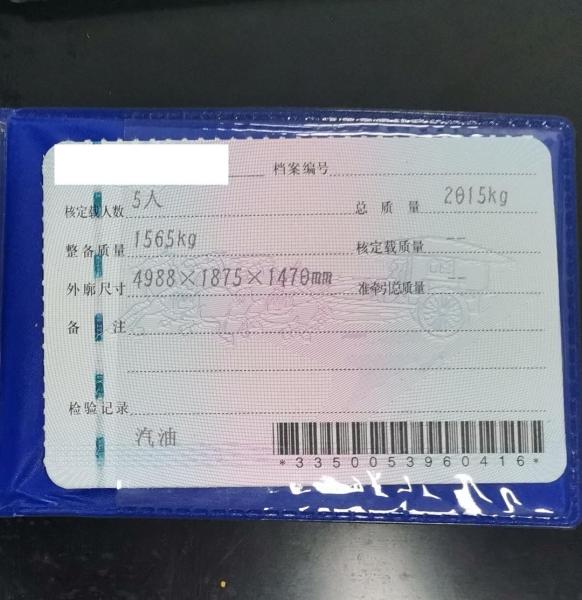 档案编号
核定载人数 5人 总质量 2015kg
整备质量 1565kg 核定载质量 --
外廓尺寸 4988×1875×1470mm 准牵引总质量 --
备注
检验记录
汽油
*3350053960416*